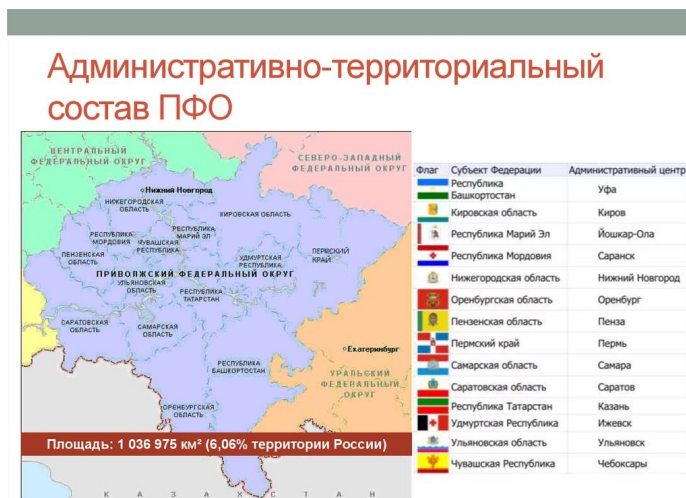 Административно-территориальный
состав ПФО
ЦЕНТРАЛЬНЫЙ
ФЕДЕРАЛЬНЫЙ ОКРУГ
СЕВЕРО-ЗАПАДНЫЙ
ФЕДЕРАЛЬНЫЙ ОКРУГ
Нижний Новгород
НИЖЕГОРОДСКАЯ
ОБЛАСТЬ
КИРОВСКАЯ ОБЛАСТЬ
РЕСПУБЛИКА
МОРДОВИЯ
ЧУВАШСКАЯ
РЕСПУБЛИКА
РЕСПУБЛИКА
МАРИЙ ЭЛ
ПЕНЗЕНСКАЯ
ОБЛАСТЬ
УДМУРТСКАЯ
РЕСПУБЛИКА
ПЕРМСКИЙ
КРАЙ
ПРИВОЛЖСКИЙ ФЕДЕРАЛЬНЫЙ ОКРУГ
УЛЬЯНОВСКАЯ
ОБЛАСТЬ
РЕСПУБЛИКА
ТАТАРСТАН
САРАТОВСКАЯ
ОБЛАСТЬ
САМАРСКАЯ
ОБЛАСТЬ
Екатеринбург
РЕСПУБЛИКА
БАШКОРТОСТАН
УРАЛЬСКИЙ
ФЕДЕРАЛЬНЫЙ
ОКРУГ
ОРЕНБУРГСКАЯ
ОБЛАСТЬ
Площадь: 1 036 975 км² (6,06% территории России)
КАЗАХСТАН
Флаг Субъект Федерации Административный центр
Республика
Башкортостан Уфа
Кировская область Киров
Республика Марий Эл Йошкар-Ола
Республика Мордовия Саранск
Нижегородская область Нижний Новгород
Оренбургская область Оренбург
Пензенская область Пенза
Пермский край Пермь
Самарская область Самара
Саратовская область Саратов
Республика Татарстан Казань
Удмуртская Республика Ижевск
Ульяновская область Ульяновск
Чувашская Республика Чебоксары